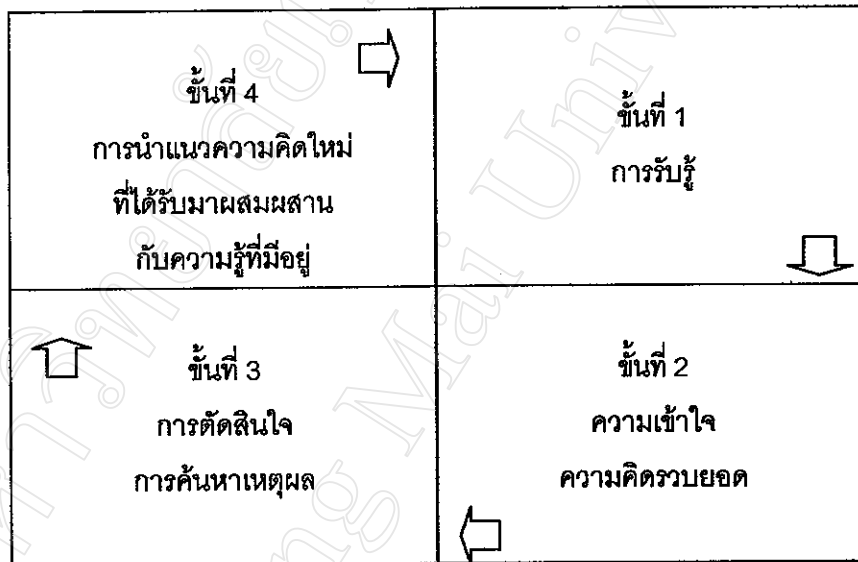 ขั้นที่ 4
การนำแนวความคิดใหม่
ที่ได้รับมาผสมผสาน
กับความรู้ที่มีอยู่
ขั้นที่ 1
การรับรู้
ขั้นที่ 3
การตัดสินใจ
การค้นหาเหตุผล
ขั้นที่ 2
ความเข้าใจ
ความคิดรวบยอด
Mai Univ